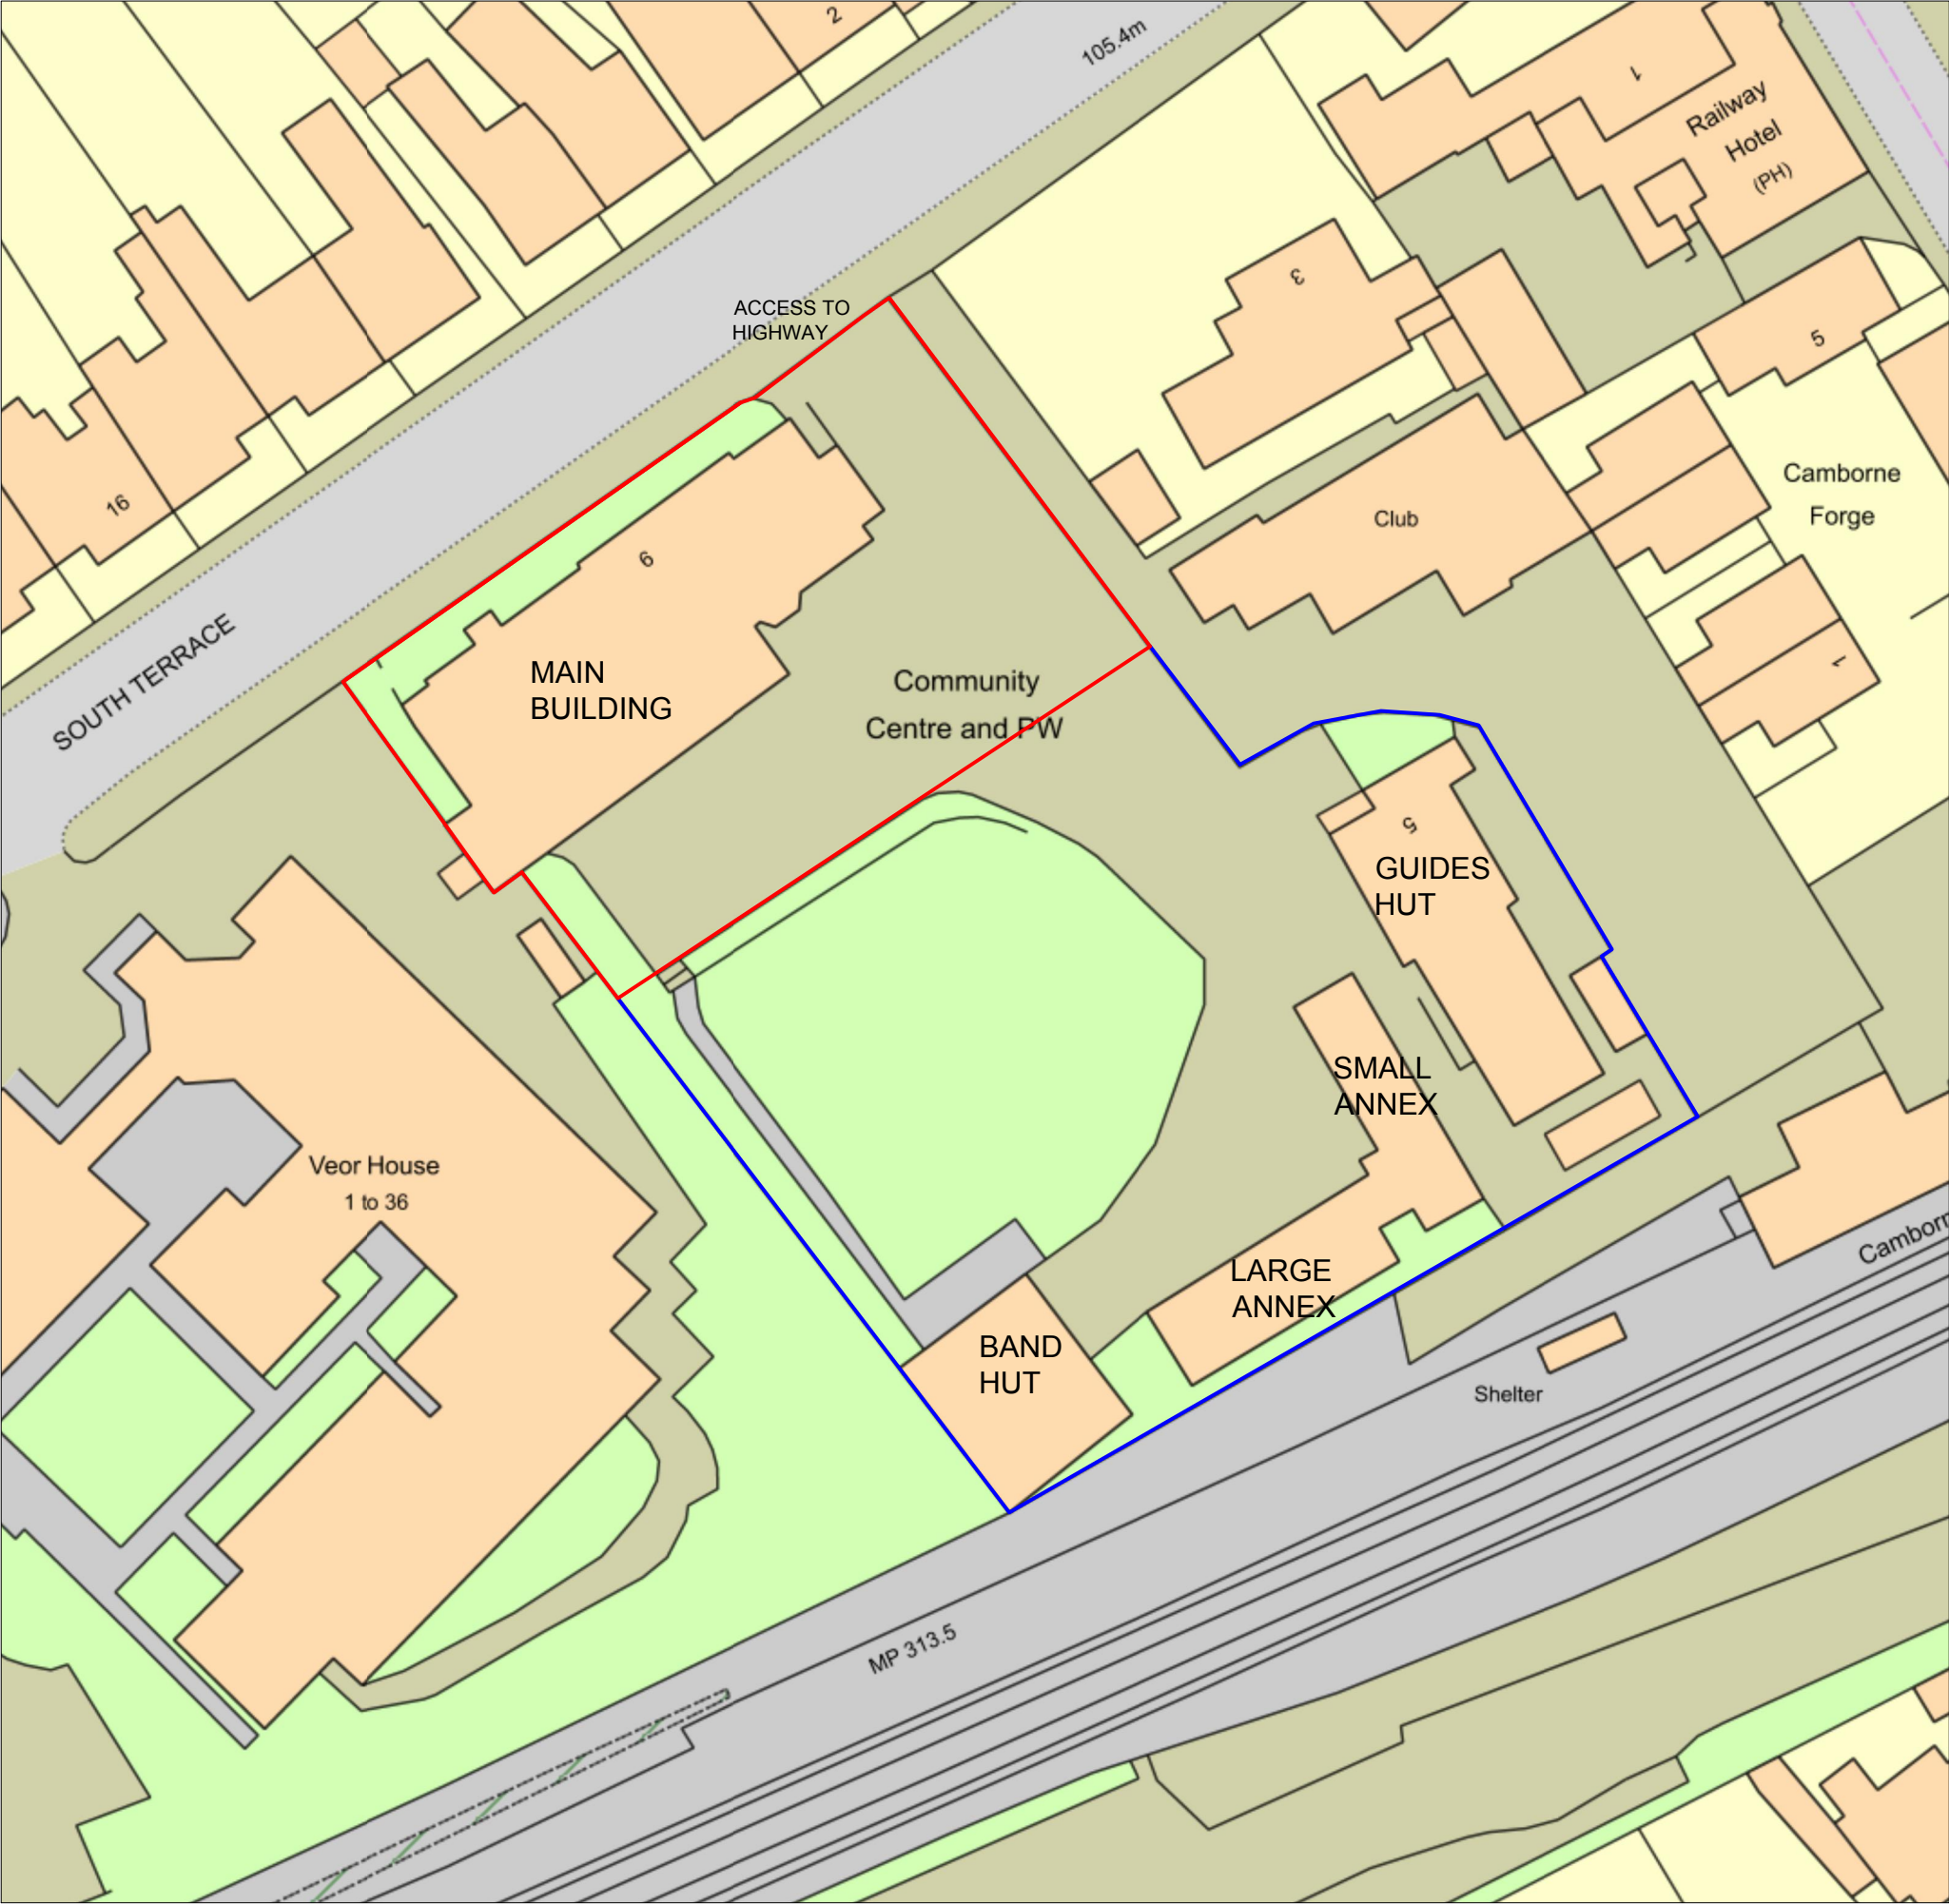 2
105.4m
1
Railway
Hotel
(PH)
3
ACCESS TO
HIGHWAY
5
16
Club
Camborne
Forge
6
SOUTH TERRACE
MAIN
BUILDING
Community
Centre and PW
1
5
GUIDES
HUT
SMALL
ANNEX
Veor House
1 to 36
LARGE
ANNEX
Camborn
BAND
HUT
Shelter
MP 313.5